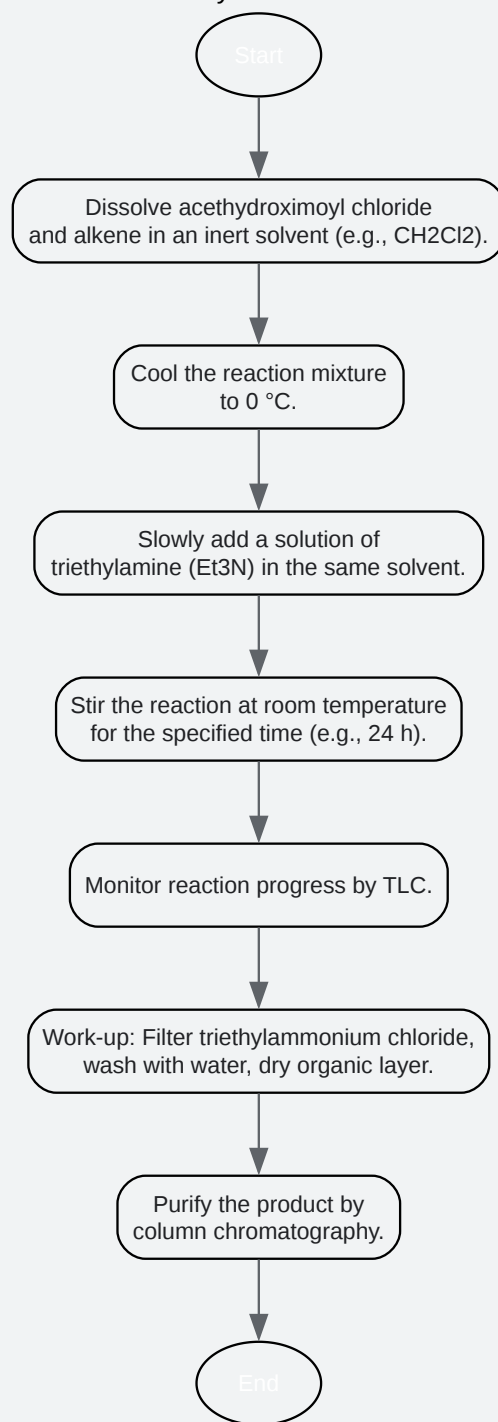 Start
Dissolve acethydroximoyl chloride
and alkene in an inert solvent (e.g., CH2Cl2).
Cool the reaction mixture
to 0 °C.
Slowly add a solution of
triethylamine (Et3N) in the same solvent.
Stir the reaction at room temperature
for the specified time (e.g., 24 h).
Monitor reaction progress by TLC.
Work-up: Filter triethylammonium chloride,
wash with water, dry organic layer.
Purify the product by
column chromatography.
End